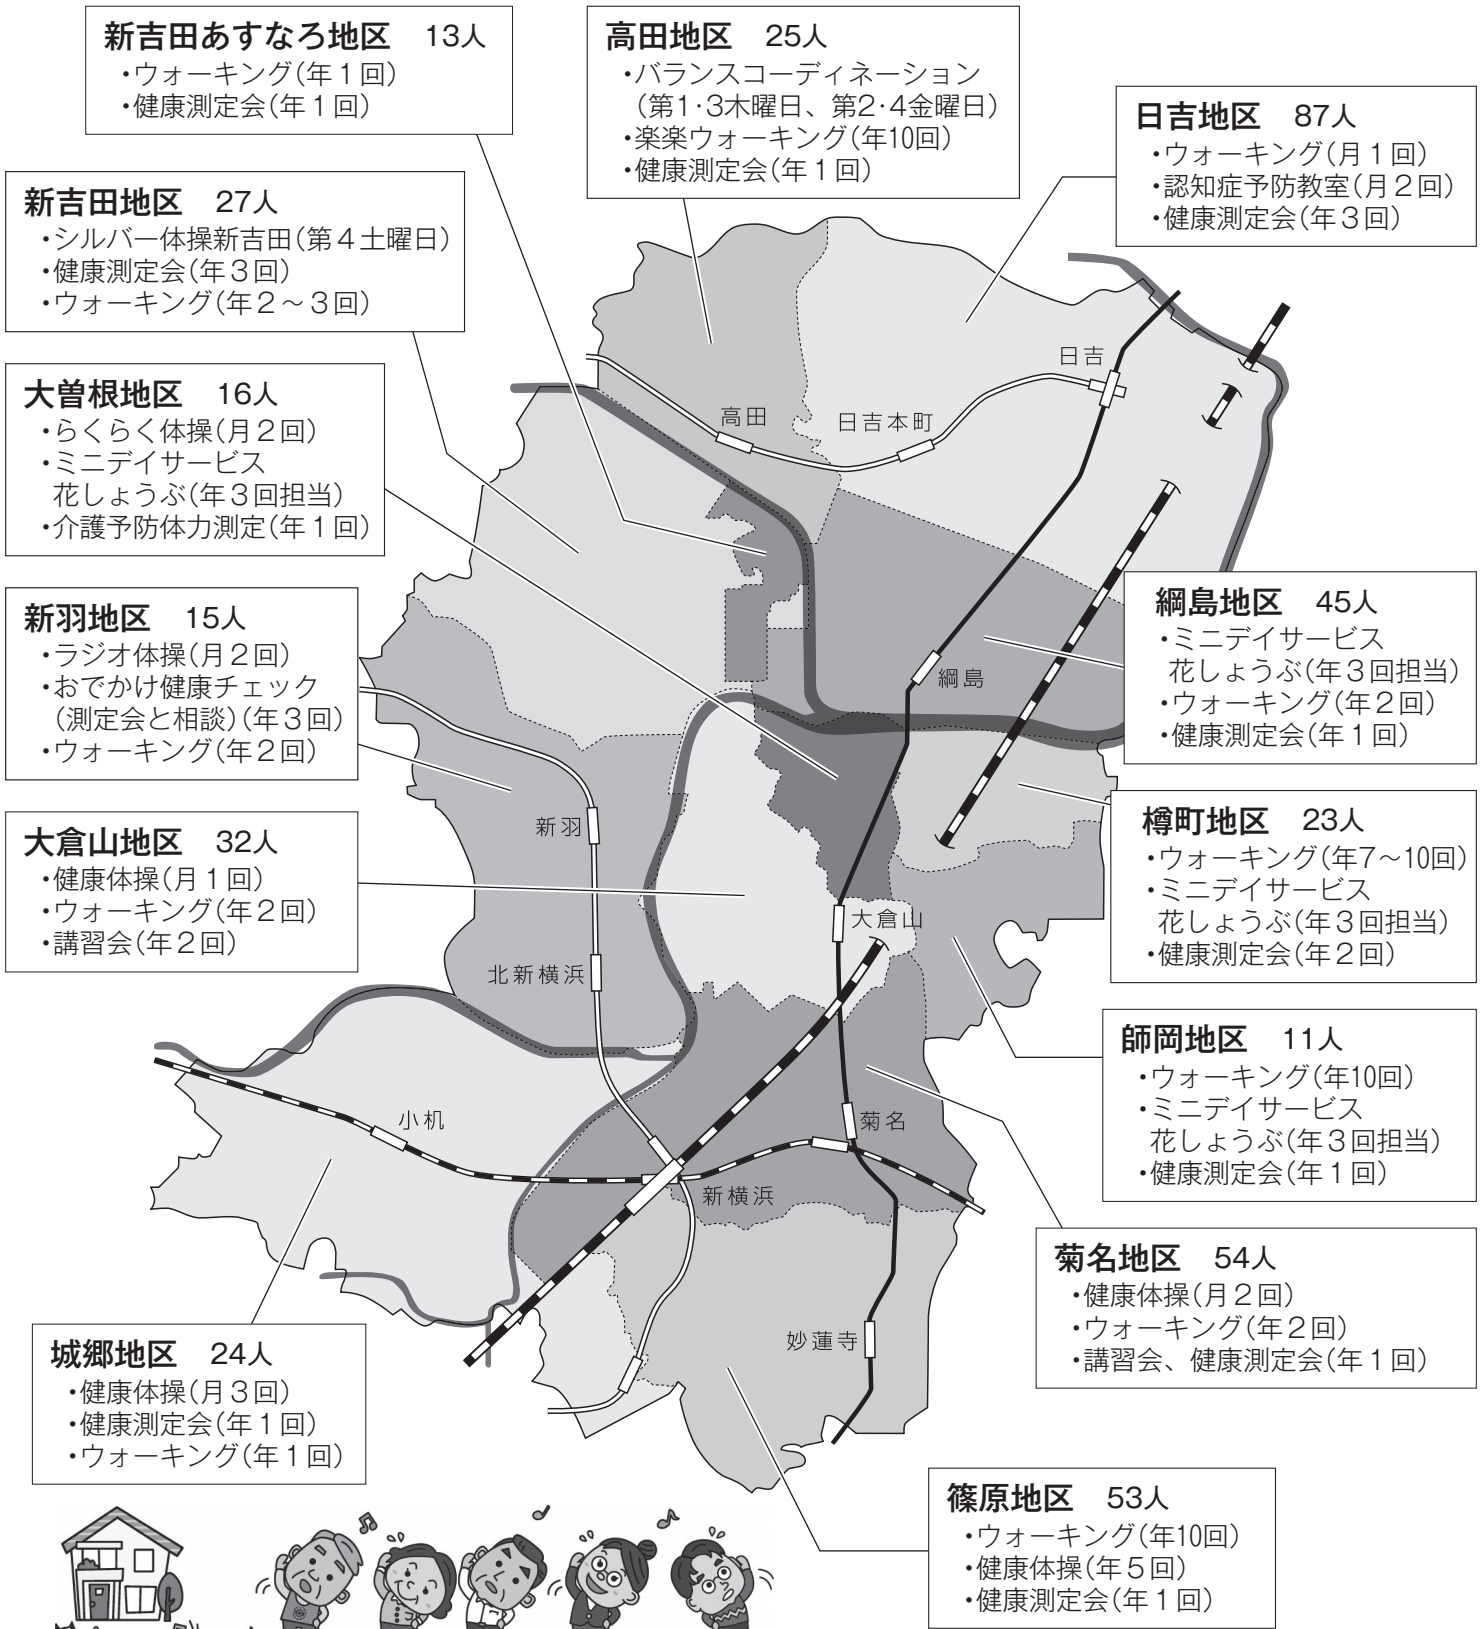 新吉田あすなろ地区 13人
・ウォーキング(年1回)
・健康測定会(年1回)
高田地区 25人
・バランスコーディネーション
(第1・3木曜日、第2・4金曜日)
・楽楽ウォーキング(年10回)
・健康測定会(年1回)
日吉地区 87人
・ウォーキング(月1回)
・認知症予防教室(月2回)
・健康測定会(年3回)
新吉田地区 27人
・シルバー体操新吉田(第4土曜日)
・健康測定会(年3回)
・ウォーキング(年2~3回)
大曽根地区 16人
・らくらく体操(月2回)
・ミニデイサービス
花しょうぶ(年3回担当)
・介護予防体力測定(年1回)
新羽地区 15人
・ラジオ体操(月2回)
・おでかけ健康チェック
(測定会と相談)(年3回)
・ウォーキング(年2回)
大倉山地区 32人
・健康体操(月1回)
・ウォーキング(年2回)
・講習会(年2回)
綱島地区 45人
・ミニデイサービス
花しょうぶ(年3回担当)
・ウォーキング(年2回)
・健康測定会(年1回)
樽町地区 23人
・ウォーキング(年7~10回)
・ミニデイサービス
花しょうぶ(年3回担当)
・健康測定会(年2回)
師岡地区 11人
・ウォーキング(年10回)
・ミニデイサービス
花しょうぶ(年3回担当)
・健康測定会(年1回)
菊名地区 54人
・健康体操(月2回)
・ウォーキング(年2回)
・講習会、健康測定会(年1回)
城郷地区 24人
・健康体操(月3回)
・健康測定会(年1回)
・ウォーキング(年1回)
篠原地区 53人
・ウォーキング(年10回)
・健康体操(年5回)
・健康測定会(年1回)
日吉
高田
日吉本町
綱島
新羽
大倉山
北新横浜
小机
菊名
新横浜
妙蓮寺